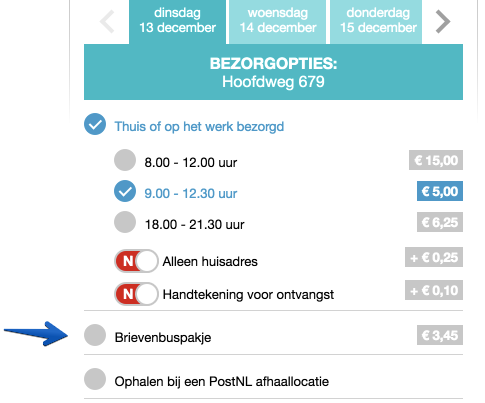 dinsdag
13 december
woensdag
14 december
donderdag
15 december
BEZORGOPTIES:
Hoofdweg 679
Thuis of op het werk bezorgd
8.00 - 12.00 uur
€ 15,00
9.00 - 12.30 uur
€ 5,00
18.00 - 21.30 uur
€ 6,25
N Alleen huisadres
+ € 0,25
N Handtekening voor ontvangst
+ € 0,10
Brievenbuspakje
€ 3,45
Ophalen bij een PostNL afhaallocatie